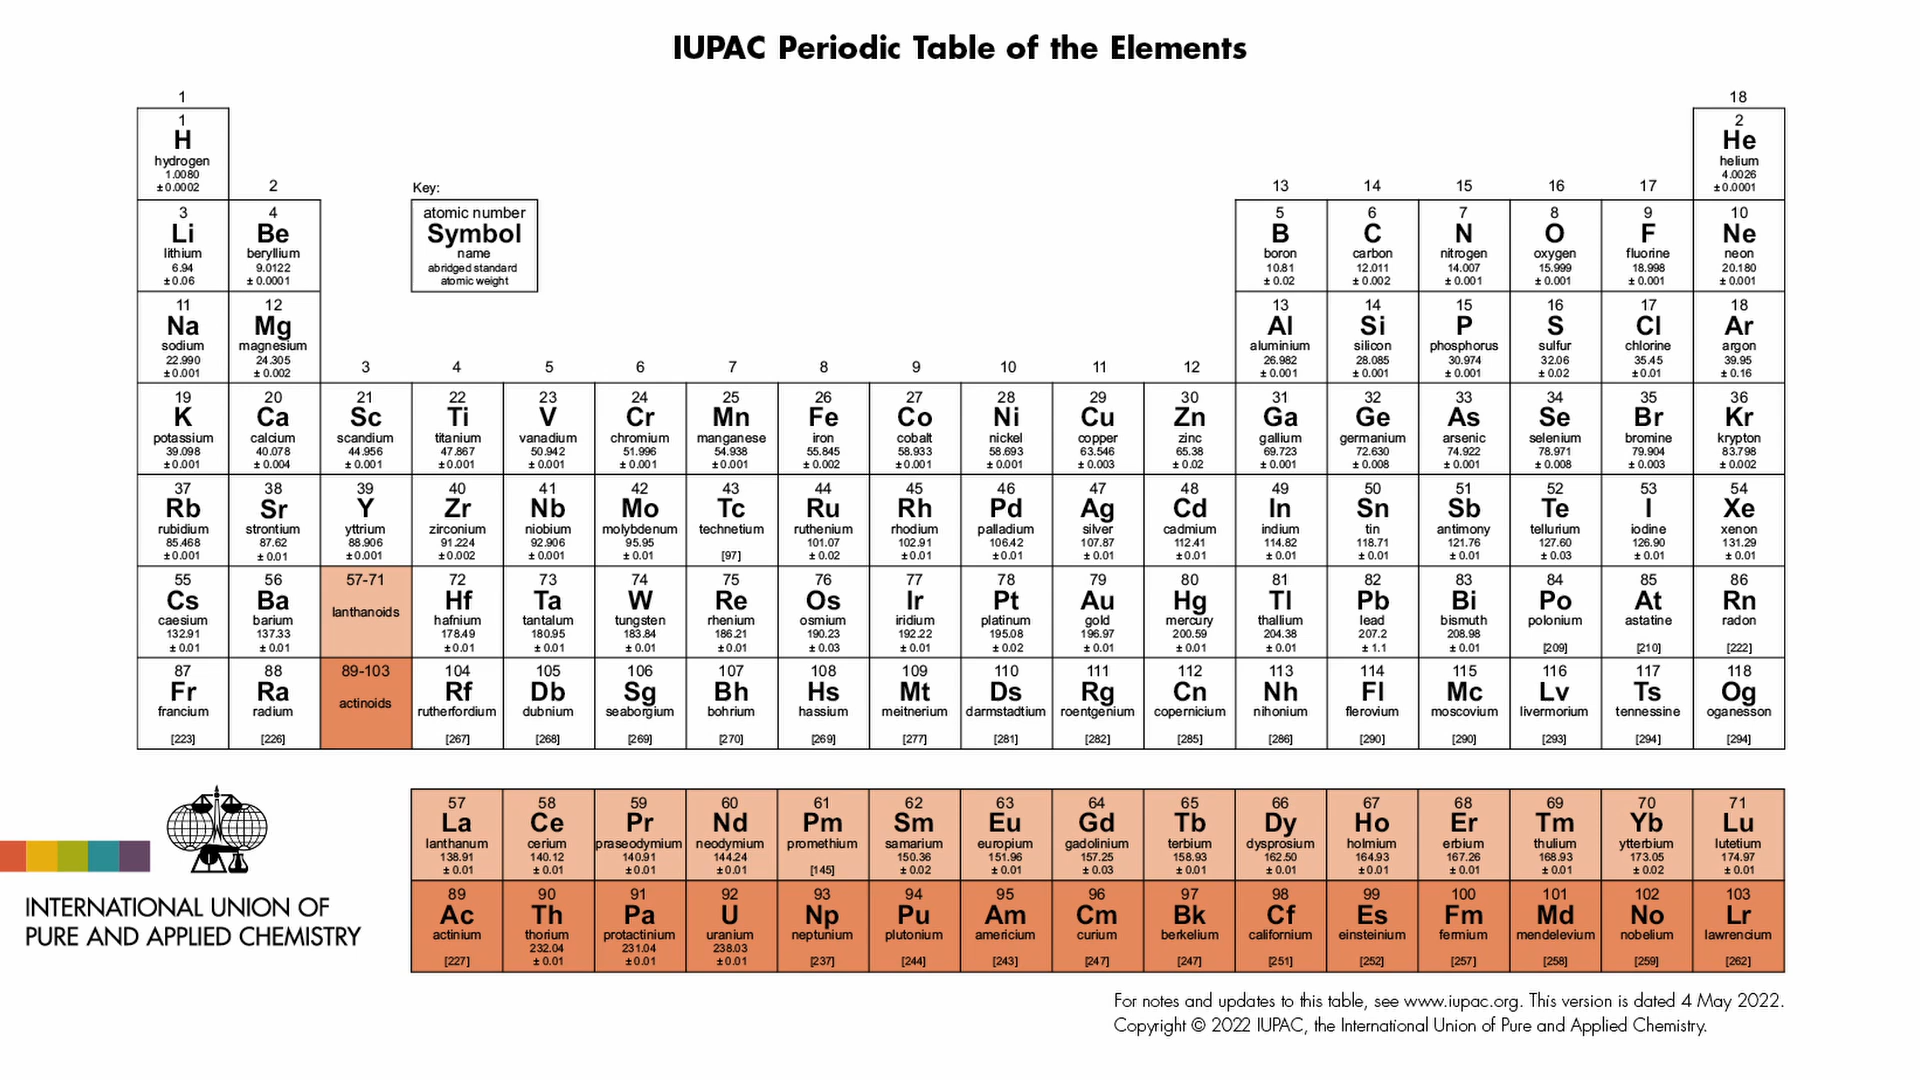 IUPAC Periodic Table of the Elements
1
18
1
H
hydrogen
1.0080
± 0.0002
2
He
helium
4.0026
± 0.0001
2
Key:
13
14
15
16
17
3
Li
lithium
6.94
± 0.06
4
Be
beryllium
9.0122
± 0.0001
atomic number
Symbol
name
abridged standard
atomic weight
5
B
boron
10.81
± 0.02
6
C
carbon
12.011
± 0.002
7
N
nitrogen
14.007
± 0.001
8
O
oxygen
15.999
± 0.001
9
F
fluorine
18.998
± 0.001
10
Ne
neon
20.180
± 0.001
11
Na
sodium
22.990
± 0.001
12
Mg
magnesium
24.305
± 0.002
3
4
5
6
7
8
9
10
11
12
13
Al
aluminium
26.982
± 0.001
14
Si
silicon
28.085
± 0.001
15
P
phosphorus
30.974
± 0.001
16
S
sulfur
32.06
± 0.02
17
Cl
chlorine
35.45
± 0.01
18
Ar
argon
39.95
± 0.16
19
K
potassium
39.098
± 0.001
20
Ca
calcium
40.078
± 0.004
21
Sc
scandium
44.956
± 0.001
22
Ti
titanium
47.867
± 0.001
23
V
vanadium
50.942
± 0.001
24
Cr
chromium
51.996
± 0.001
25
Mn
manganese
54.938
± 0.001
26
Fe
iron
55.845
± 0.002
27
Co
cobalt
58.933
± 0.001
28
Ni
nickel
58.693
± 0.001
29
Cu
copper
63.546
± 0.003
30
Zn
zinc
65.38
± 0.02
31
Ga
gallium
69.723
± 0.001
32
Ge
germanium
72.630
± 0.008
33
As
arsenic
74.922
± 0.001
34
Se
selenium
78.971
± 0.008
35
Br
bromine
79.904
± 0.003
36
Kr
krypton
83.798
± 0.002
37
Rb
rubidium
85.468
± 0.001
38
Sr
strontium
87.62
± 0.01
39
Y
yttrium
88.906
± 0.001
40
Zr
zirconium
91.224
± 0.002
41
Nb
niobium
92.906
± 0.001
42
Mo
molybdenum
95.95
± 0.01
43
Tc
technetium
[97]
44
Ru
ruthenium
101.07
± 0.02
45
Rh
rhodium
102.91
± 0.01
46
Pd
palladium
106.42
± 0.01
47
Ag
silver
107.87
± 0.01
48
Cd
cadmium
112.41
± 0.01
49
In
indium
114.82
± 0.01
50
Sn
tin
118.71
± 0.01
51
Sb
antimony
121.76
± 0.01
52
Te
tellurium
127.60
± 0.03
53
I
iodine
126.90
± 0.01
54
Xe
xenon
131.29
± 0.01
55
Cs
caesium
132.91
± 0.01
56
Ba
barium
137.33
± 0.01
57-71
lanthanoids
72
Hf
hafnium
178.49
± 0.01
73
Ta
tantalum
180.95
± 0.01
74
W
tungsten
183.84
± 0.01
75
Re
rhenium
186.21
± 0.01
76
Os
osmium
190.23
± 0.03
77
Ir
iridium
192.22
± 0.01
78
Pt
platinum
195.08
± 0.02
79
Au
gold
196.97
± 0.01
80
Hg
mercury
200.59
± 0.01
81
Tl
thallium
204.38
± 0.01
82
Pb
lead
207.2
± 1.1
83
Bi
bismuth
208.98
± 0.01
84
Po
polonium
[209]
85
At
astatine
[210]
86
Rn
radon
[222]
87
Fr
francium
[223]
88
Ra
radium
[226]
89-103
actinoids
104
Rf
rutherfordium
[267]
105
Db
dubnium
[268]
106
Sg
seaborgium
[269]
107
Bh
bohrium
[270]
108
Hs
hassium
[269]
109
Mt
meitnerium
[277]
110
Ds
darmstadtium
[281]
111
Rg
roentgenium
[282]
112
Cn
copernicium
[285]
113
Nh
nihonium
[286]
114
Fl
flerovium
[290]
115
Mc
moscovium
[290]
116
Lv
livermorium
[293]
117
Ts
tennessine
[294]
118
Og
oganesson
[294]
57
La
lanthanum
138.91
± 0.01
58
Ce
cerium
140.12
± 0.01
59
Pr
praseodymium
140.91
± 0.01
60
Nd
neodymium
144.24
± 0.01
61
Pm
promethium
[145]
62
Sm
samarium
150.36
± 0.02
63
Eu
europium
151.96
± 0.01
64
Gd
gadolinium
157.25
± 0.03
65
Tb
terbium
158.93
± 0.01
66
Dy
dysprosium
162.50
± 0.01
67
Ho
holmium
164.93
± 0.01
68
Er
erbium
167.26
± 0.01
69
Tm
thulium
168.93
± 0.01
70
Yb
ytterbium
173.05
± 0.02
71
Lu
lutetium
174.97
± 0.01
89
Ac
actinium
[227]
90
Th
thorium
232.04
± 0.01
91
Pa
protactinium
231.04
± 0.01
92
U
uranium
238.03
± 0.01
93
Np
neptunium
[237]
94
Pu
plutonium
[244]
95
Am
americium
[243]
96
Cm
curium
[247]
97
Bk
berkelium
[247]
98
Cf
californium
[251]
99
Es
einsteinium
[252]
100
Fm
fermium
[257]
101
Md
mendelevium
[258]
102
No
nobelium
[259]
103
Lr
lawrencium
[262]
INTERNATIONAL UNION OF
PURE AND APPLIED CHEMISTRY
For notes and updates to this table, see www.iupac.org. This version is dated 4 May 2022.
Copyright © 2022 IUPAC, the International Union of Pure and Applied Chemistry.